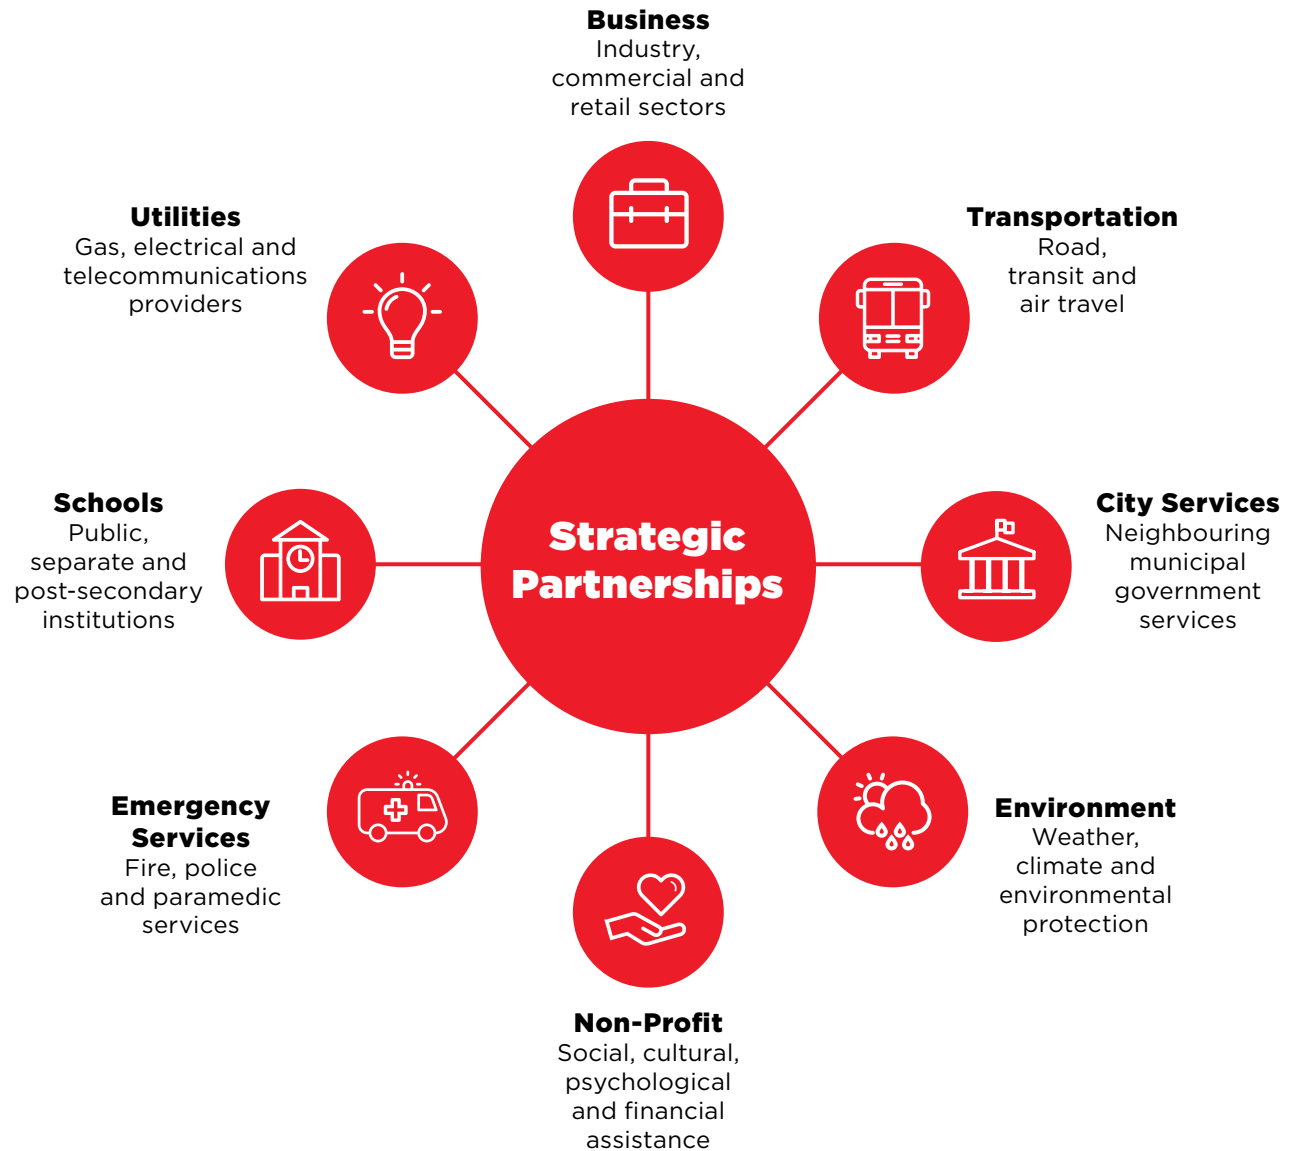 Business
Industry,
commercial and
retail sectors
Transportation
Road,
transit and
air travel
City Services
Neighbouring
municipal
government
services
Environment
Weather,
climate and
environmental
protection
Non-Profit
Social, cultural,
psychological
and financial
assistance
Emergency
Services
Fire, police
and paramedic
services
Schools
Public,
separate and
post-secondary
institutions
Utilities
Gas, electrical and
telecommunications
providers
Strategic
Partnerships